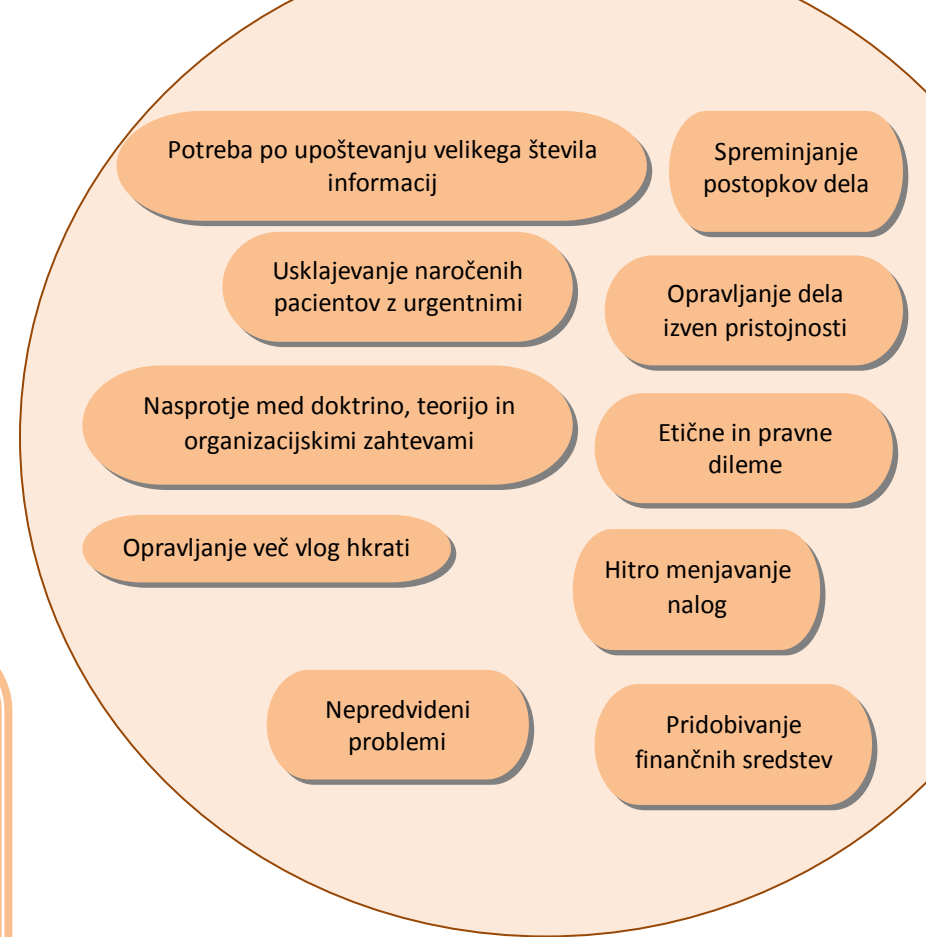 Potreba po upoštevanju velikega števila
informacij
Spreminjanje
postopkov dela
Usklajevanje naročenih
pacientov z urgentnimi
Opravljanje dela
izven pristojnosti
Nasprotje med doktrino, teorijo in
organizacijskimi zahtevami
Etične in pravne
dileme
Opravljanje več vlog hkrati
Hitro menjavanje
nalog
Nepredvideni
problemi
Pridobivanje
finančnih sredstev